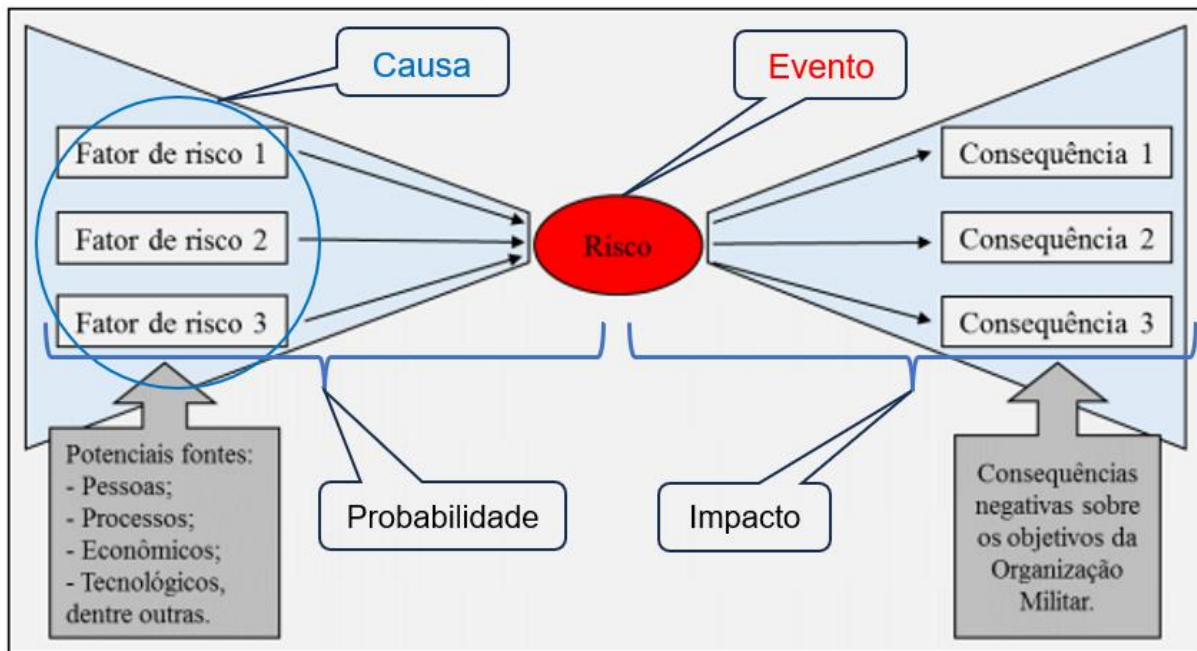 Causa
Evento
Fator de risco 1
Fator de risco 2
Fator de risco 3
Risco
Consequência 1
Consequência 2
Consequência 3
Potenciais fontes:
- Pessoas;
- Processos;
- Econômicos;
- Tecnológicos,
dentre outras.
Probabilidade
Impacto
Consequências
negativas sobre
os objetivos da
Organização
Militar.